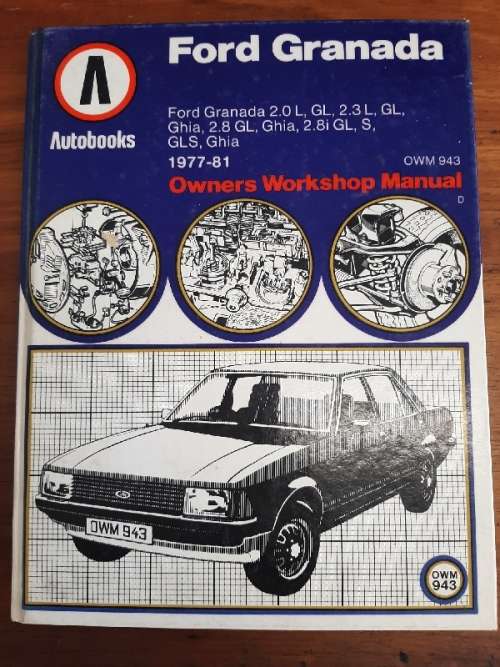 Ford Granada
Autobooks
Ford Granada 2.0 L, GL, 2.3 L, GL,
Ghia, 2.8 GL, Ghia, 2.8i GL, S,
GLS, Ghia
1977-81
OWM 943
Owners Workshop Manual
D
Ford
OWM 943
OWM
943